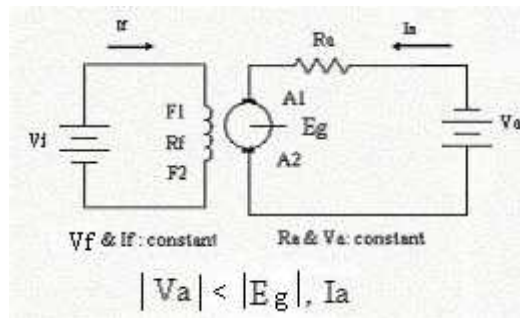 If
Ia
Ra
F1
A1
Vf
Rf
Eg
Va
F2
A2
Vf & If: constant
Ra & Va: constant
|Va| < |Eg|, Ia